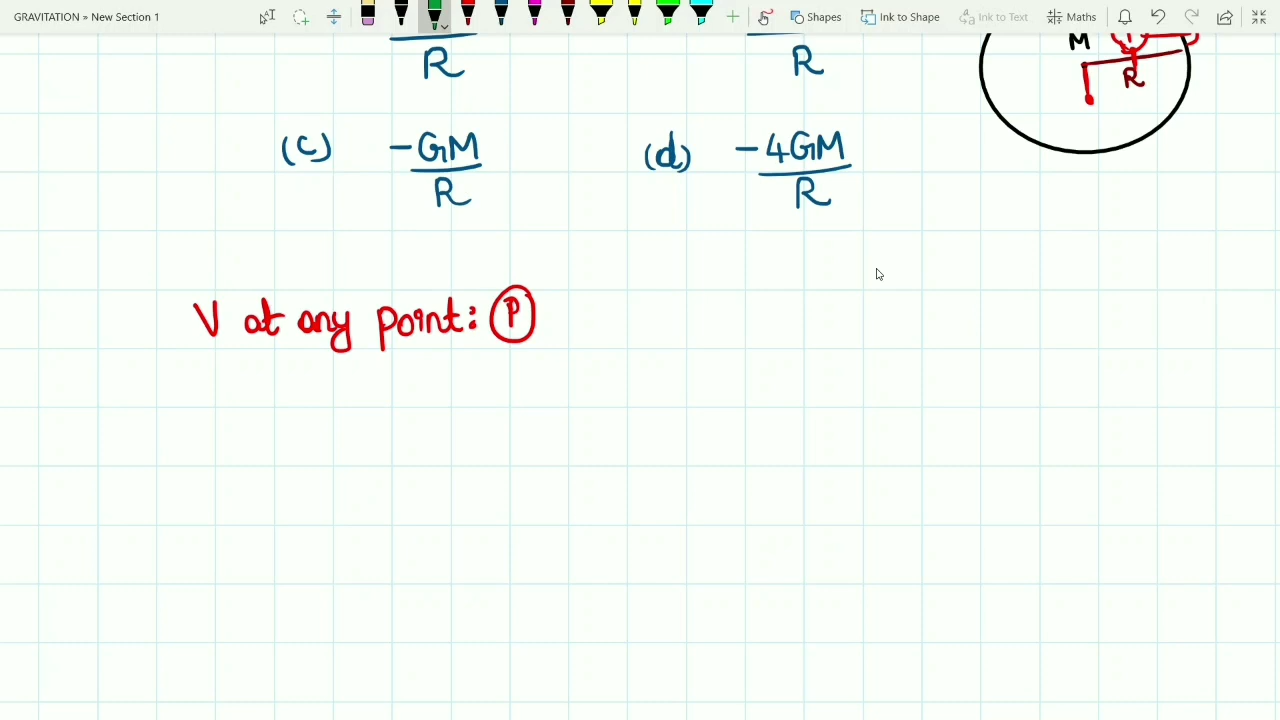 GRAVITATION » New Section 1
Shapes
Ink to Shape
Ink to Text
Maths
R
R
M
R
(c) -GM
R
(d) -4GM
R
V at any point: P